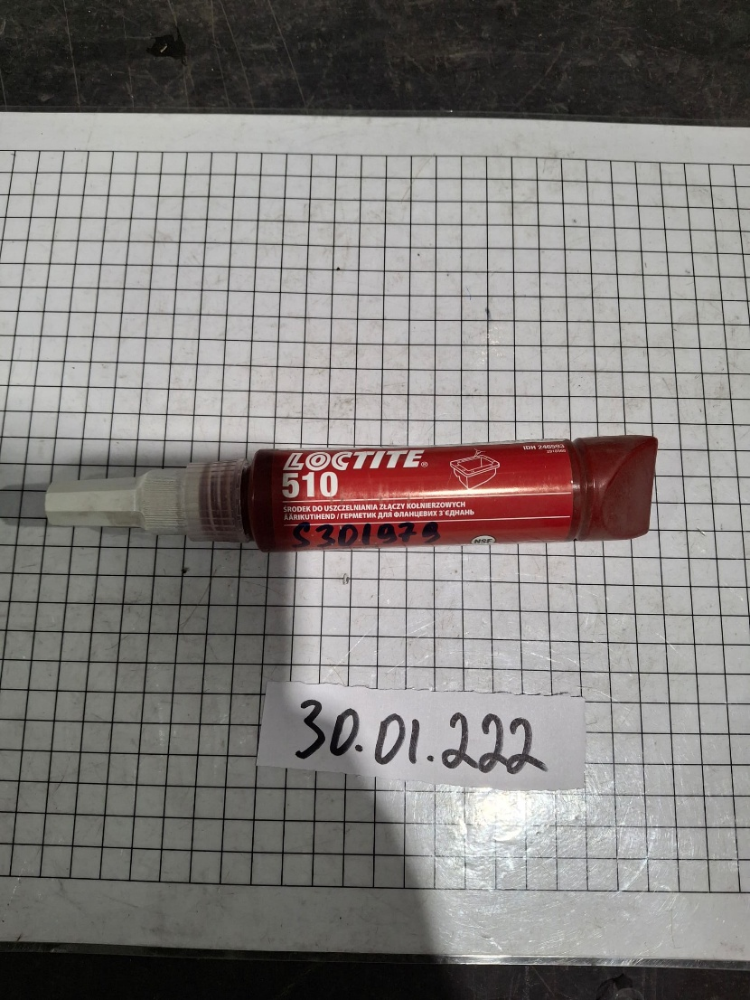 LOCTITE®
510
IDH 246593
ŚRODEK DO USZCZELNIANIA ZŁĄCZY KOŁNIERZOWYCH
ÄÄRIKUTIHEND / ГЕРМЕТИК ДЛЯ ФЛАНЦЕВИХ З'ЄДНАНЬ
S301979
NSF
30.01.222